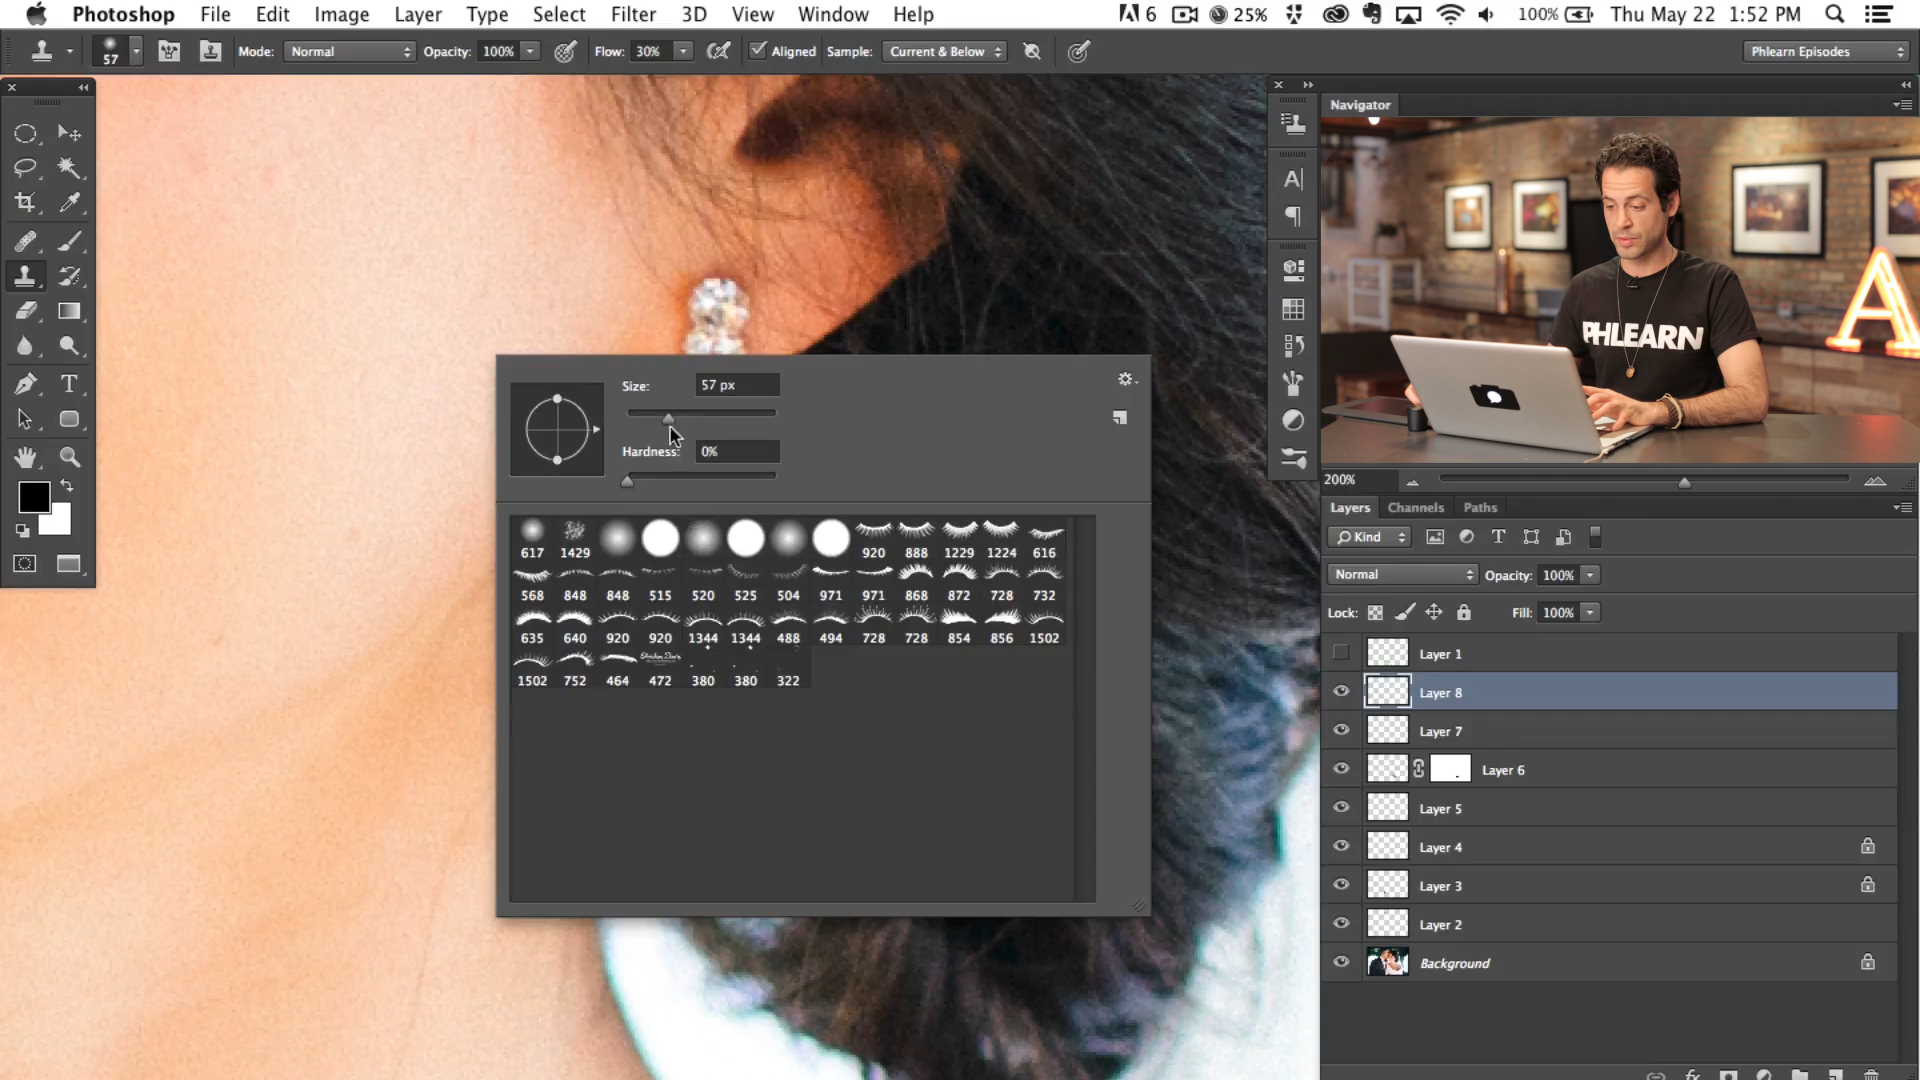 Photoshop File Edit Image Layer Type Select Filter 3D View Window Help 6 25% 100% Thu May 22 1:52 PM
57 Mode: Normal Opacity: 100% Flow: 30% Aligned Sample: Current & Below Phlearn Episodes
Navigator
PHLEARN
A
200%
Size: 57 px
Hardness: 0%
617 1429 920 888 1229 1224 616
568 848 848 515 520 525 504 971 971 868 872 728 732
635 640 920 920 1344 1344 488 494 728 728 854 856 1502
1502 752 464 472 380 380 322
Layers Channels Paths
Kind
Normal Opacity: 100%
Lock: Fill: 100%
Layer 1
Layer 8
Layer 7
Layer 6
Layer 5
Layer 4
Layer 3
Layer 2
Background